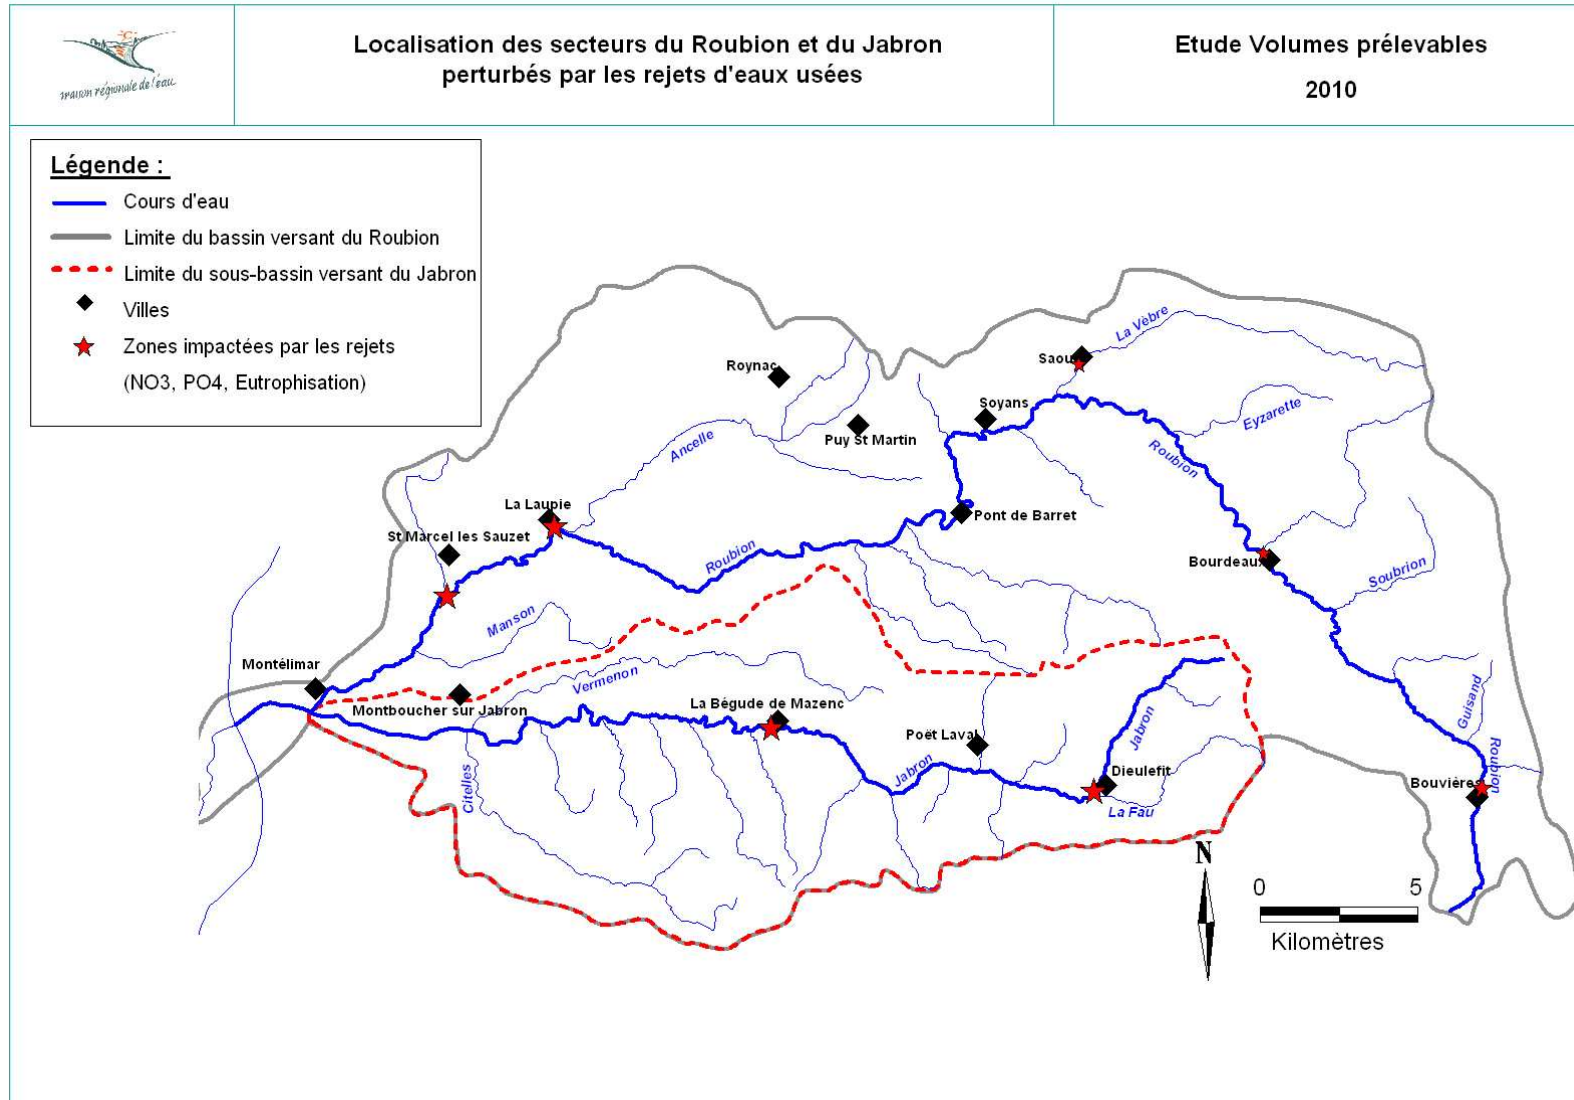 maison régionale de l'eau
Localisation des secteurs du Roubion et du Jabron
perturbés par les rejets d'eaux usées
Etude Volumes prélevables
2010
Légende :
Cours d'eau
Limite du bassin versant du Roubion
Limite du sous-bassin versant du Jabron
Villes
Zones impactées par les rejets
(NO3, PO4, Eutrophisation)
La Vèbre
Saou
Roynac
Soyans
Eyzarette
Puy St Martin
Ancelle
Roubion
La Laupie
Pont de Barret
St Marcel les Sauzet
Roubion
Bourdeaux
Soubrion
Manson
Montélimar
Vermenon
Guisand
Montboucher sur Jabron
La Bégude de Mazenc
Poët Laval
Jabron
Roubion
Jabron
Dieulefit
Bouvières
Citelles
La Fau
N
0 5
Kilomètres